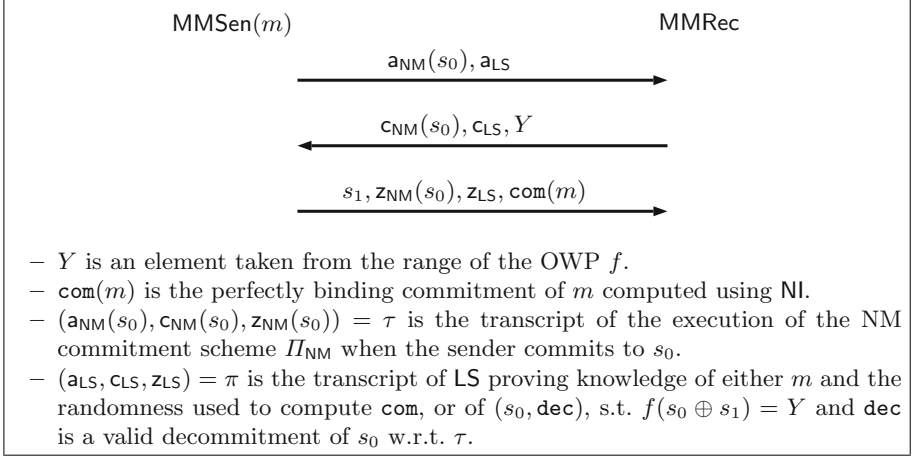 MMSen(m) MMRec
a_NM(s_0), a_LS
c_NM(s_0), c_LS, Y
s_1, z_NM(s_0), z_LS, com(m)
– Y is an element taken from the range of the OWP f.
– com(m) is the perfectly binding commitment of m computed using NI.
– (a_NM(s_0), c_NM(s_0), z_NM(s_0)) = τ is the transcript of the execution of the NM
commitment scheme Π_NM when the sender commits to s_0.
– (a_LS, c_LS, z_LS) = π is the transcript of LS proving knowledge of either m and the
randomness used to compute com, or of (s_0, dec), s.t. f(s_0 ⊕ s_1) = Y and dec
is a valid decommitment of s_0 w.r.t. τ.